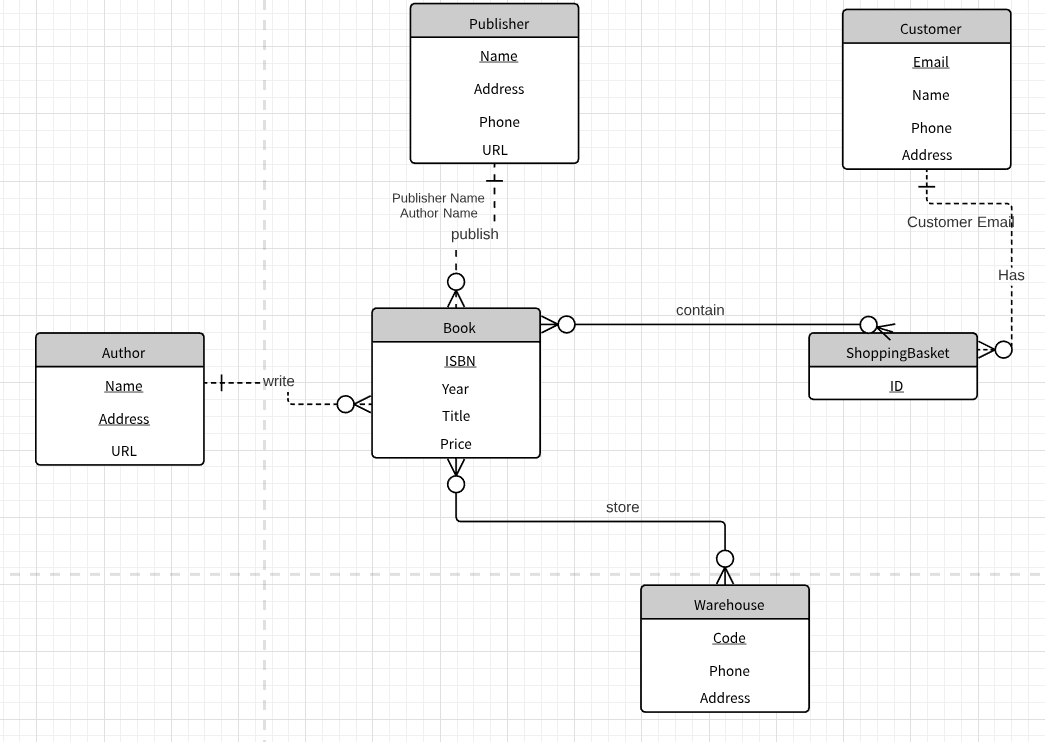 Publisher
Name
Address
Phone
URL
Customer
Email
Name
Phone
Address
Publisher Name
Author Name
publish
Customer Email
Has
contain
Book
ISBN
Year
Title
Price
ShoppingBasket
ID
Author
Name
Address
URL
write
store
Warehouse
Code
Phone
Address